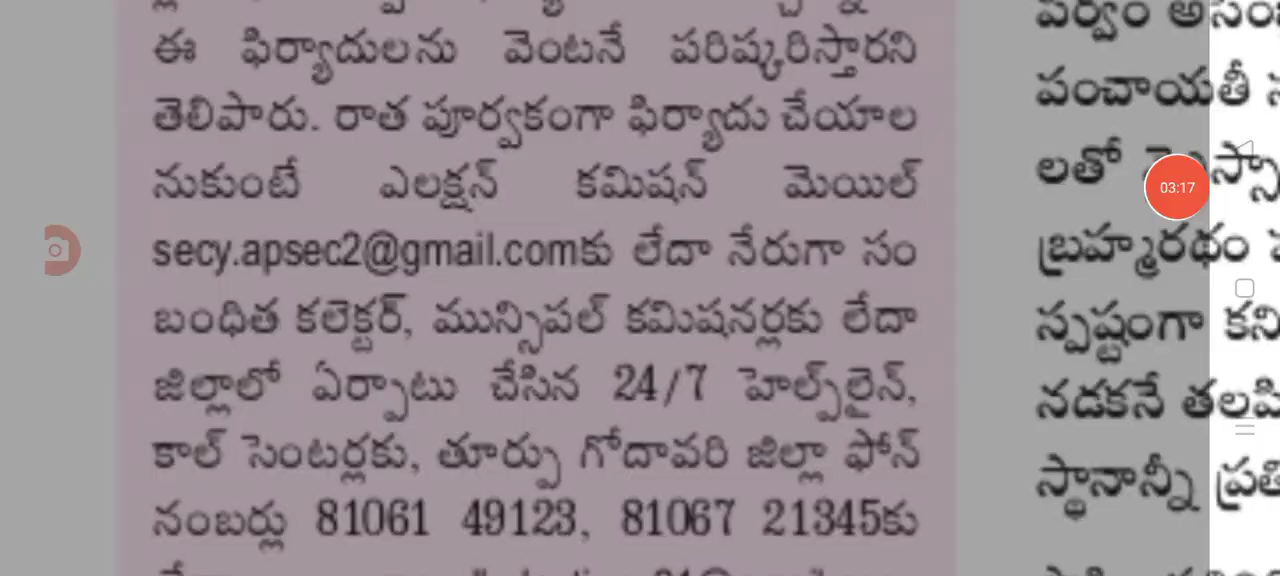 ఈ ఫిర్యాదులను వెంటనే పరిష్కరిస్తారని
తెలిపారు. రాత పూర్వకంగా ఫిర్యాదు చేయాల
నుకుంటే ఎలక్షన్ కమిషన్ మెయిల్
secy.apsec2@gmail.comకు లేదా నేరుగా సం
బంధిత కలెక్టర్, మున్సిపల్ కమిషనర్లకు లేదా
జిల్లాలో ఏర్పాటు చేసిన 24/7 హెల్ప్‌లైన్,
కాల్ సెంటర్లకు, తూర్పు గోదావరి జిల్లా ఫోన్
నంబర్లు 81061 49123, 81067 21345కు
పర్వం
పంచాయతీ
లతో
బ్రహ్మరథం
స్పష్టంగా
నడకనే
స్థానాన్నీ
03:17